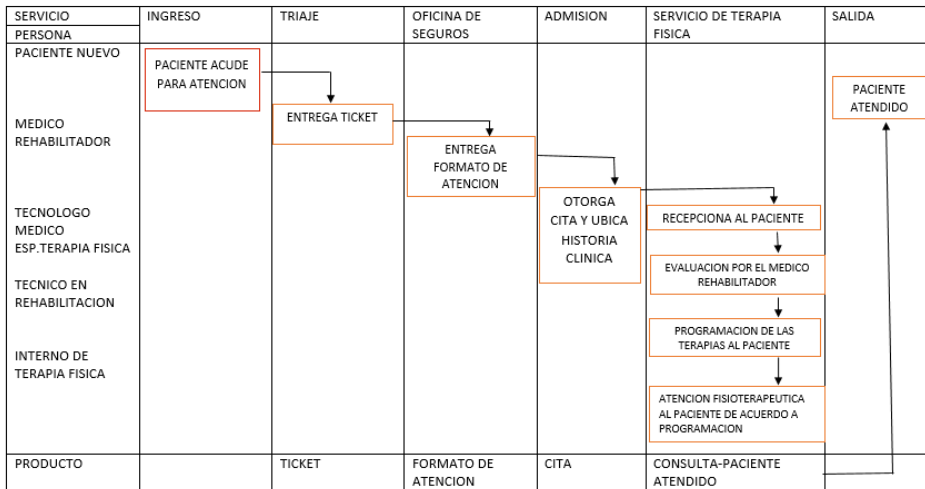 SERVICIO
PERSONA
INGRESO
TRIAJE
OFICINA DE
SEGUROS
ADMISION
SERVICIO DE TERAPIA
FISICA
SALIDA
PACIENTE NUEVO
MEDICO
REHABILITADOR
TECNOLOGO
MEDICO
ESP.TERAPIA FISICA
TECNICO EN
REHABILITACION
INTERNO DE
TERAPIA FISICA
PACIENTE ACUDE
PARA ATENCION
ENTREGA TICKET
ENTREGA
FORMATO DE
ATENCION
OTORGA
CITA Y UBICA
HISTORIA
CLINICA
RECEPCIONA AL PACIENTE
EVALUACION POR EL MEDICO
REHABILITADOR
PROGRAMACION DE LAS
TERAPIAS AL PACIENTE
ATENCION FISIOTERAPEUTICA
AL PACIENTE DE ACUERDO A
PROGRAMACION
PACIENTE
ATENDIDO
PRODUCTO
TICKET
FORMATO DE
ATENCION
CITA
CONSULTA-PACIENTE
ATENDIDO